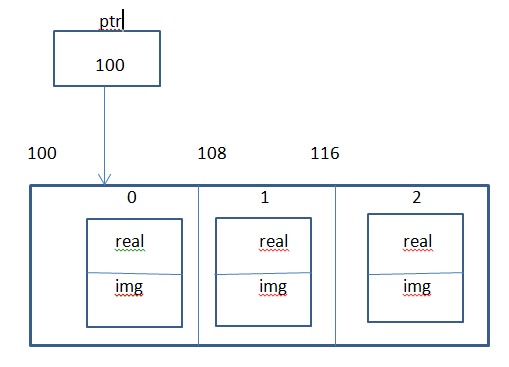 ptr
100
100 108 116
0 1 2
real real real
img img img